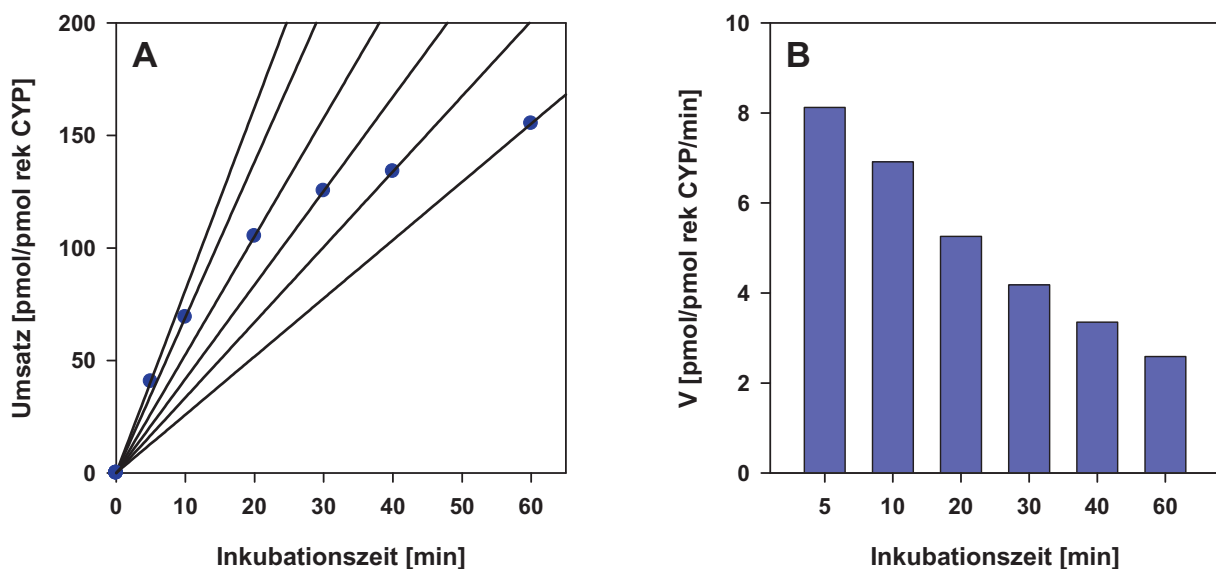 A
Umsatz [pmol/pmol rek CYP]
200
150
100
50
0
0 10 20 30 40 50 60
Inkubationszeit [min]
B
V [pmol/pmol rek CYP/min]
10
8
6
4
2
0
5 10 20 30 40 60
Inkubationszeit [min]